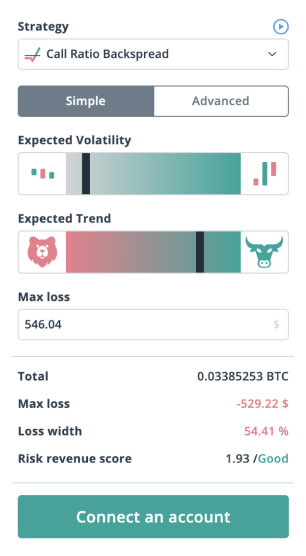 Strategy
Call Ratio Backspread
Simple Advanced
Expected Volatility
Expected Trend
Max loss
546.04 $
Total 0.03385253 BTC
Max loss -529.22 $
Loss width 54.41 %
Risk revenue score 1.93 /Good
Connect an account